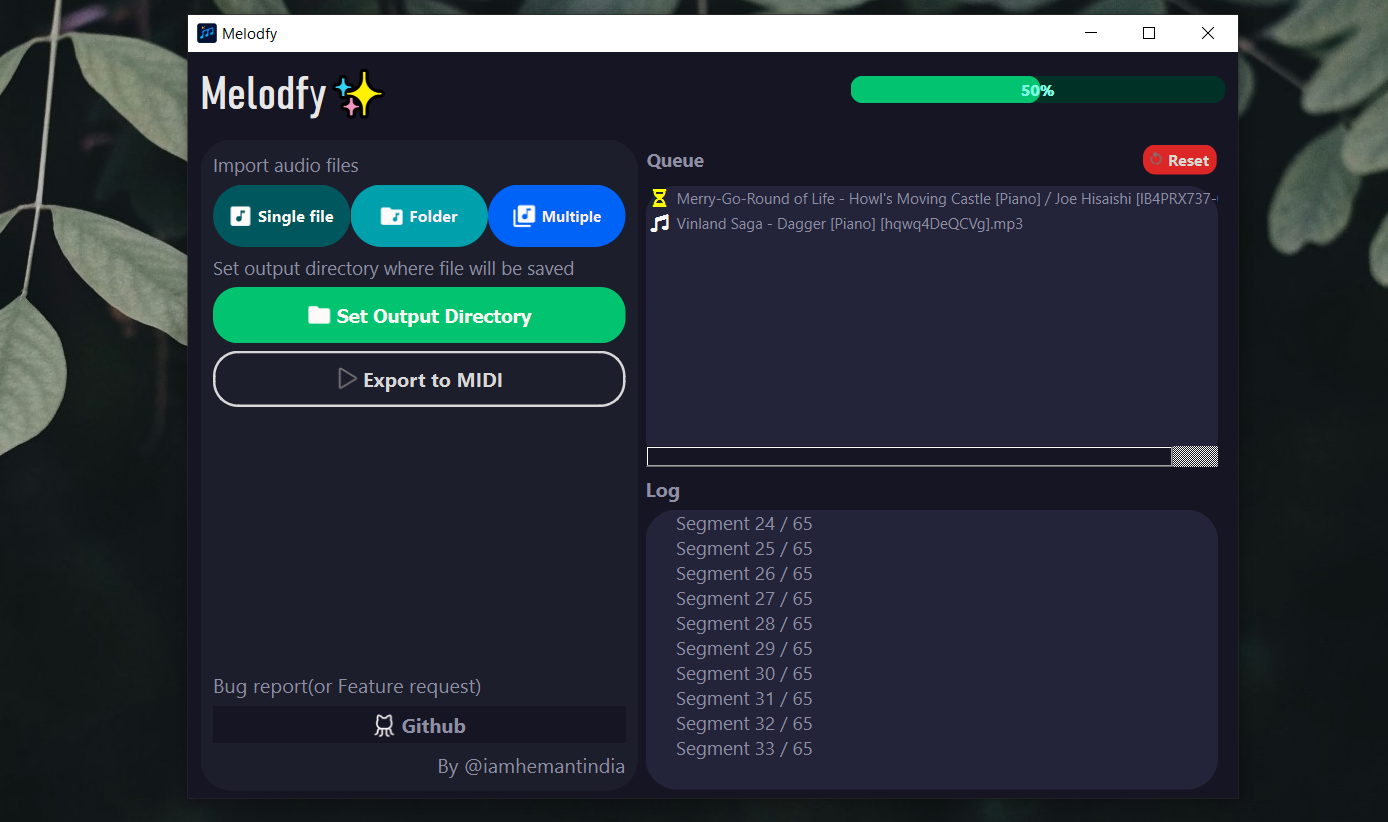 Melodfy
Melodfy
50%
Import audio files
Single file
Folder
Multiple
Set output directory where file will be saved
Set Output Directory
Export to MIDI
Bug report(or Feature request)
Github
By @iamhemantindia
Queue
Reset
Merry-Go-Round of Life - Howl's Moving Castle [Piano] / Joe Hisaishi [IB4PRX737-
Vinland Saga - Dagger [Piano] [hqwq4DeQCVg].mp3
Log
Segment 24 / 65
Segment 25 / 65
Segment 26 / 65
Segment 27 / 65
Segment 28 / 65
Segment 29 / 65
Segment 30 / 65
Segment 31 / 65
Segment 32 / 65
Segment 33 / 65